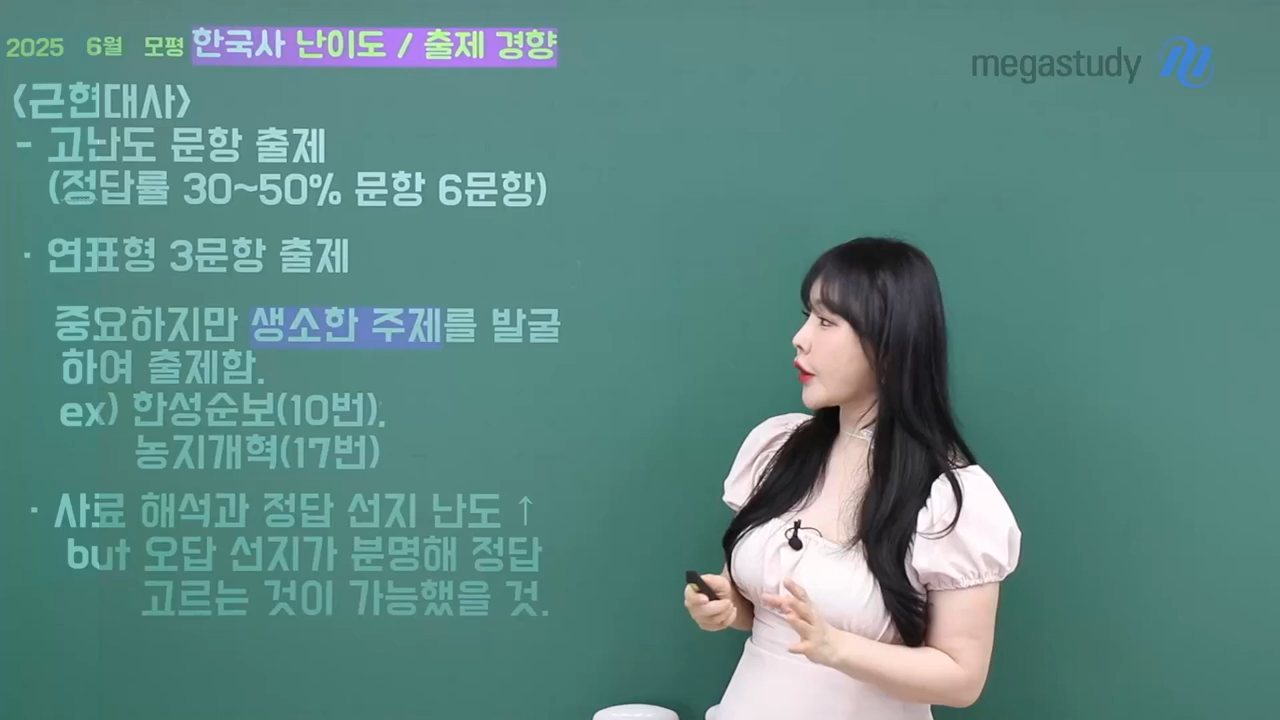 2025 6월 모평 한국사 난이도 / 출제 경향
megastudy
<근현대사>
- 고난도 문항 출제
(정답률 30~50% 문항 6문항)
· 연표형 3문항 출제
중요하지만 생소한 주제를 발굴
하여 출제함.
ex) 한성순보(10번),
농지개혁(17번)
· 사료 해석과 정답 선지 난도 ↑
but 오답 선지가 분명해 정답
고르는 것이 가능했을 것.